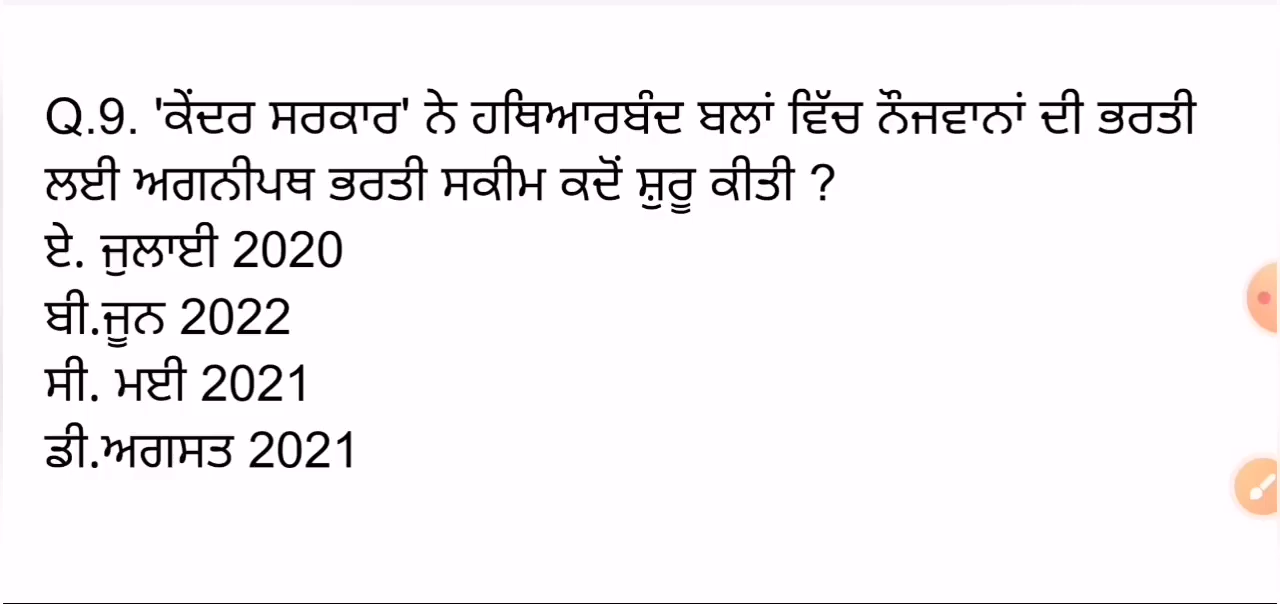 Q.9. 'ਕੇਂਦਰ ਸਰਕਾਰ' ਨੇ ਹਥਿਆਰਬੰਦ ਬਲਾਂ ਵਿੱਚ ਨੌਜਵਾਨਾਂ ਦੀ ਭਰਤੀ
ਲਈ ਅਗਨੀਪਥ ਭਰਤੀ ਸਕੀਮ ਕਦੋਂ ਸ਼ੁਰੂ ਕੀਤੀ ?
ਏ. ਜੁਲਾਈ 2020
ਬੀ.ਜੂਨ 2022
ਸੀ. ਮਈ 2021
ਡੀ.ਅਗਸਤ 2021